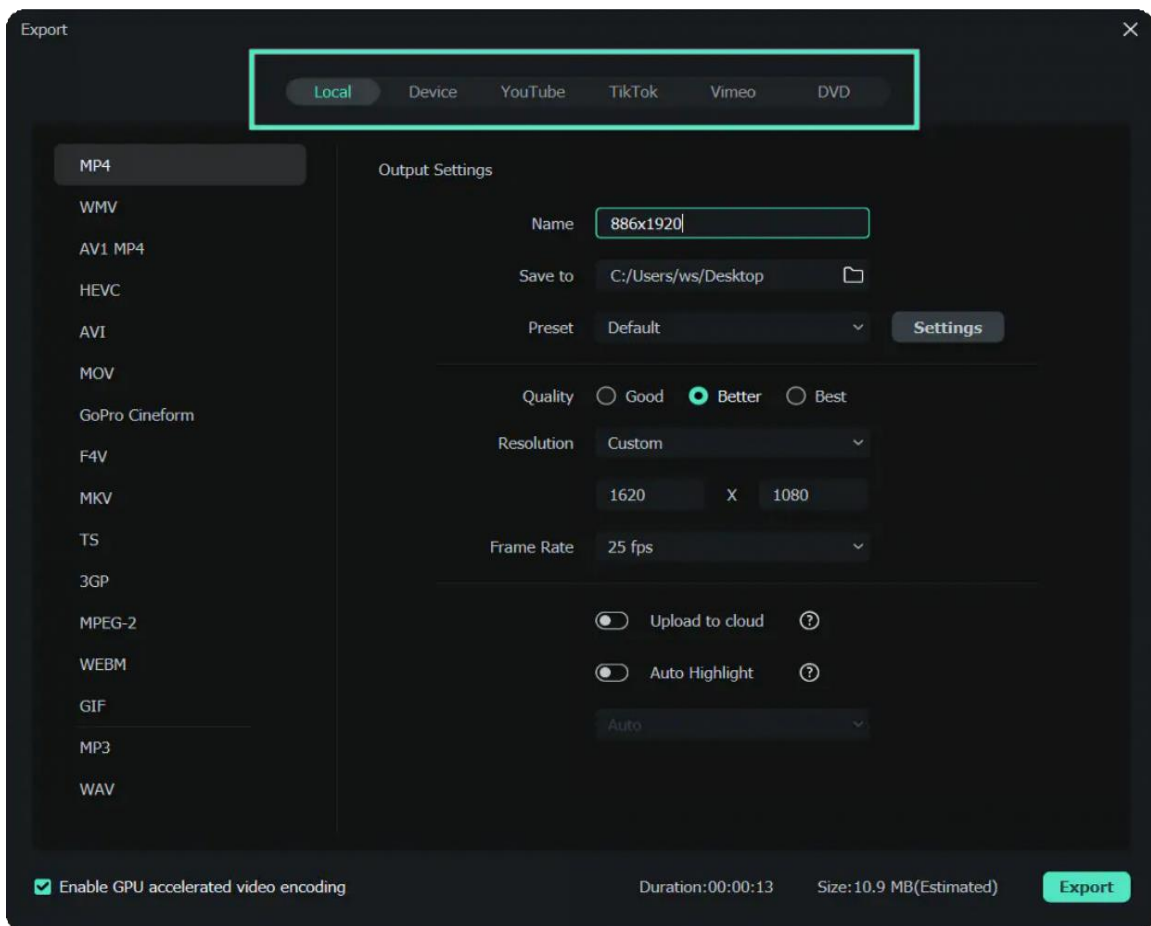 Export
Local Device YouTube TikTok Vimeo DVD
MP4
WMV
AV1 MP4
HEVC
AVI
MOV
GoPro Cineform
F4V
MKV
TS
3GP
MPEG-2
WEBM
GIF
MP3
WAV
Output Settings
Name 886x1920
Save to C:/Users/ws/Desktop
Preset Default Settings
Quality Good Better Best
Resolution Custom
1620 X 1080
Frame Rate 25 fps
Upload to cloud ?
Auto Highlight ?
Auto
Enable GPU accelerated video encoding Duration:00:00:13 Size:10.9 MB(Estimated) Export